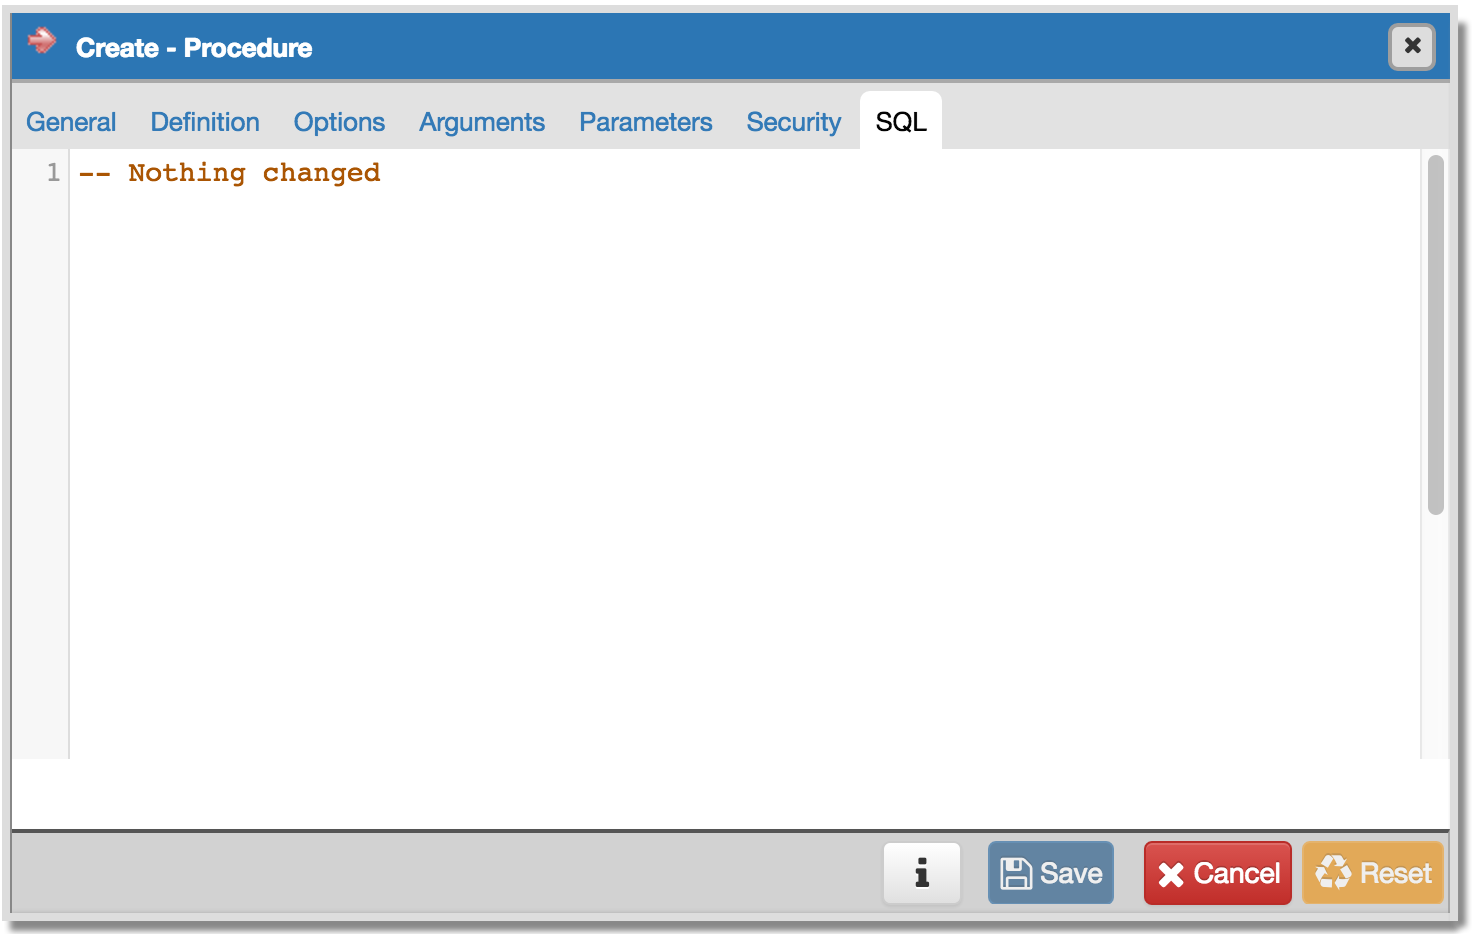 Create - Procedure
General Definition Options Arguments Parameters Security SQL
1 -- Nothing changed
i Save Cancel Reset